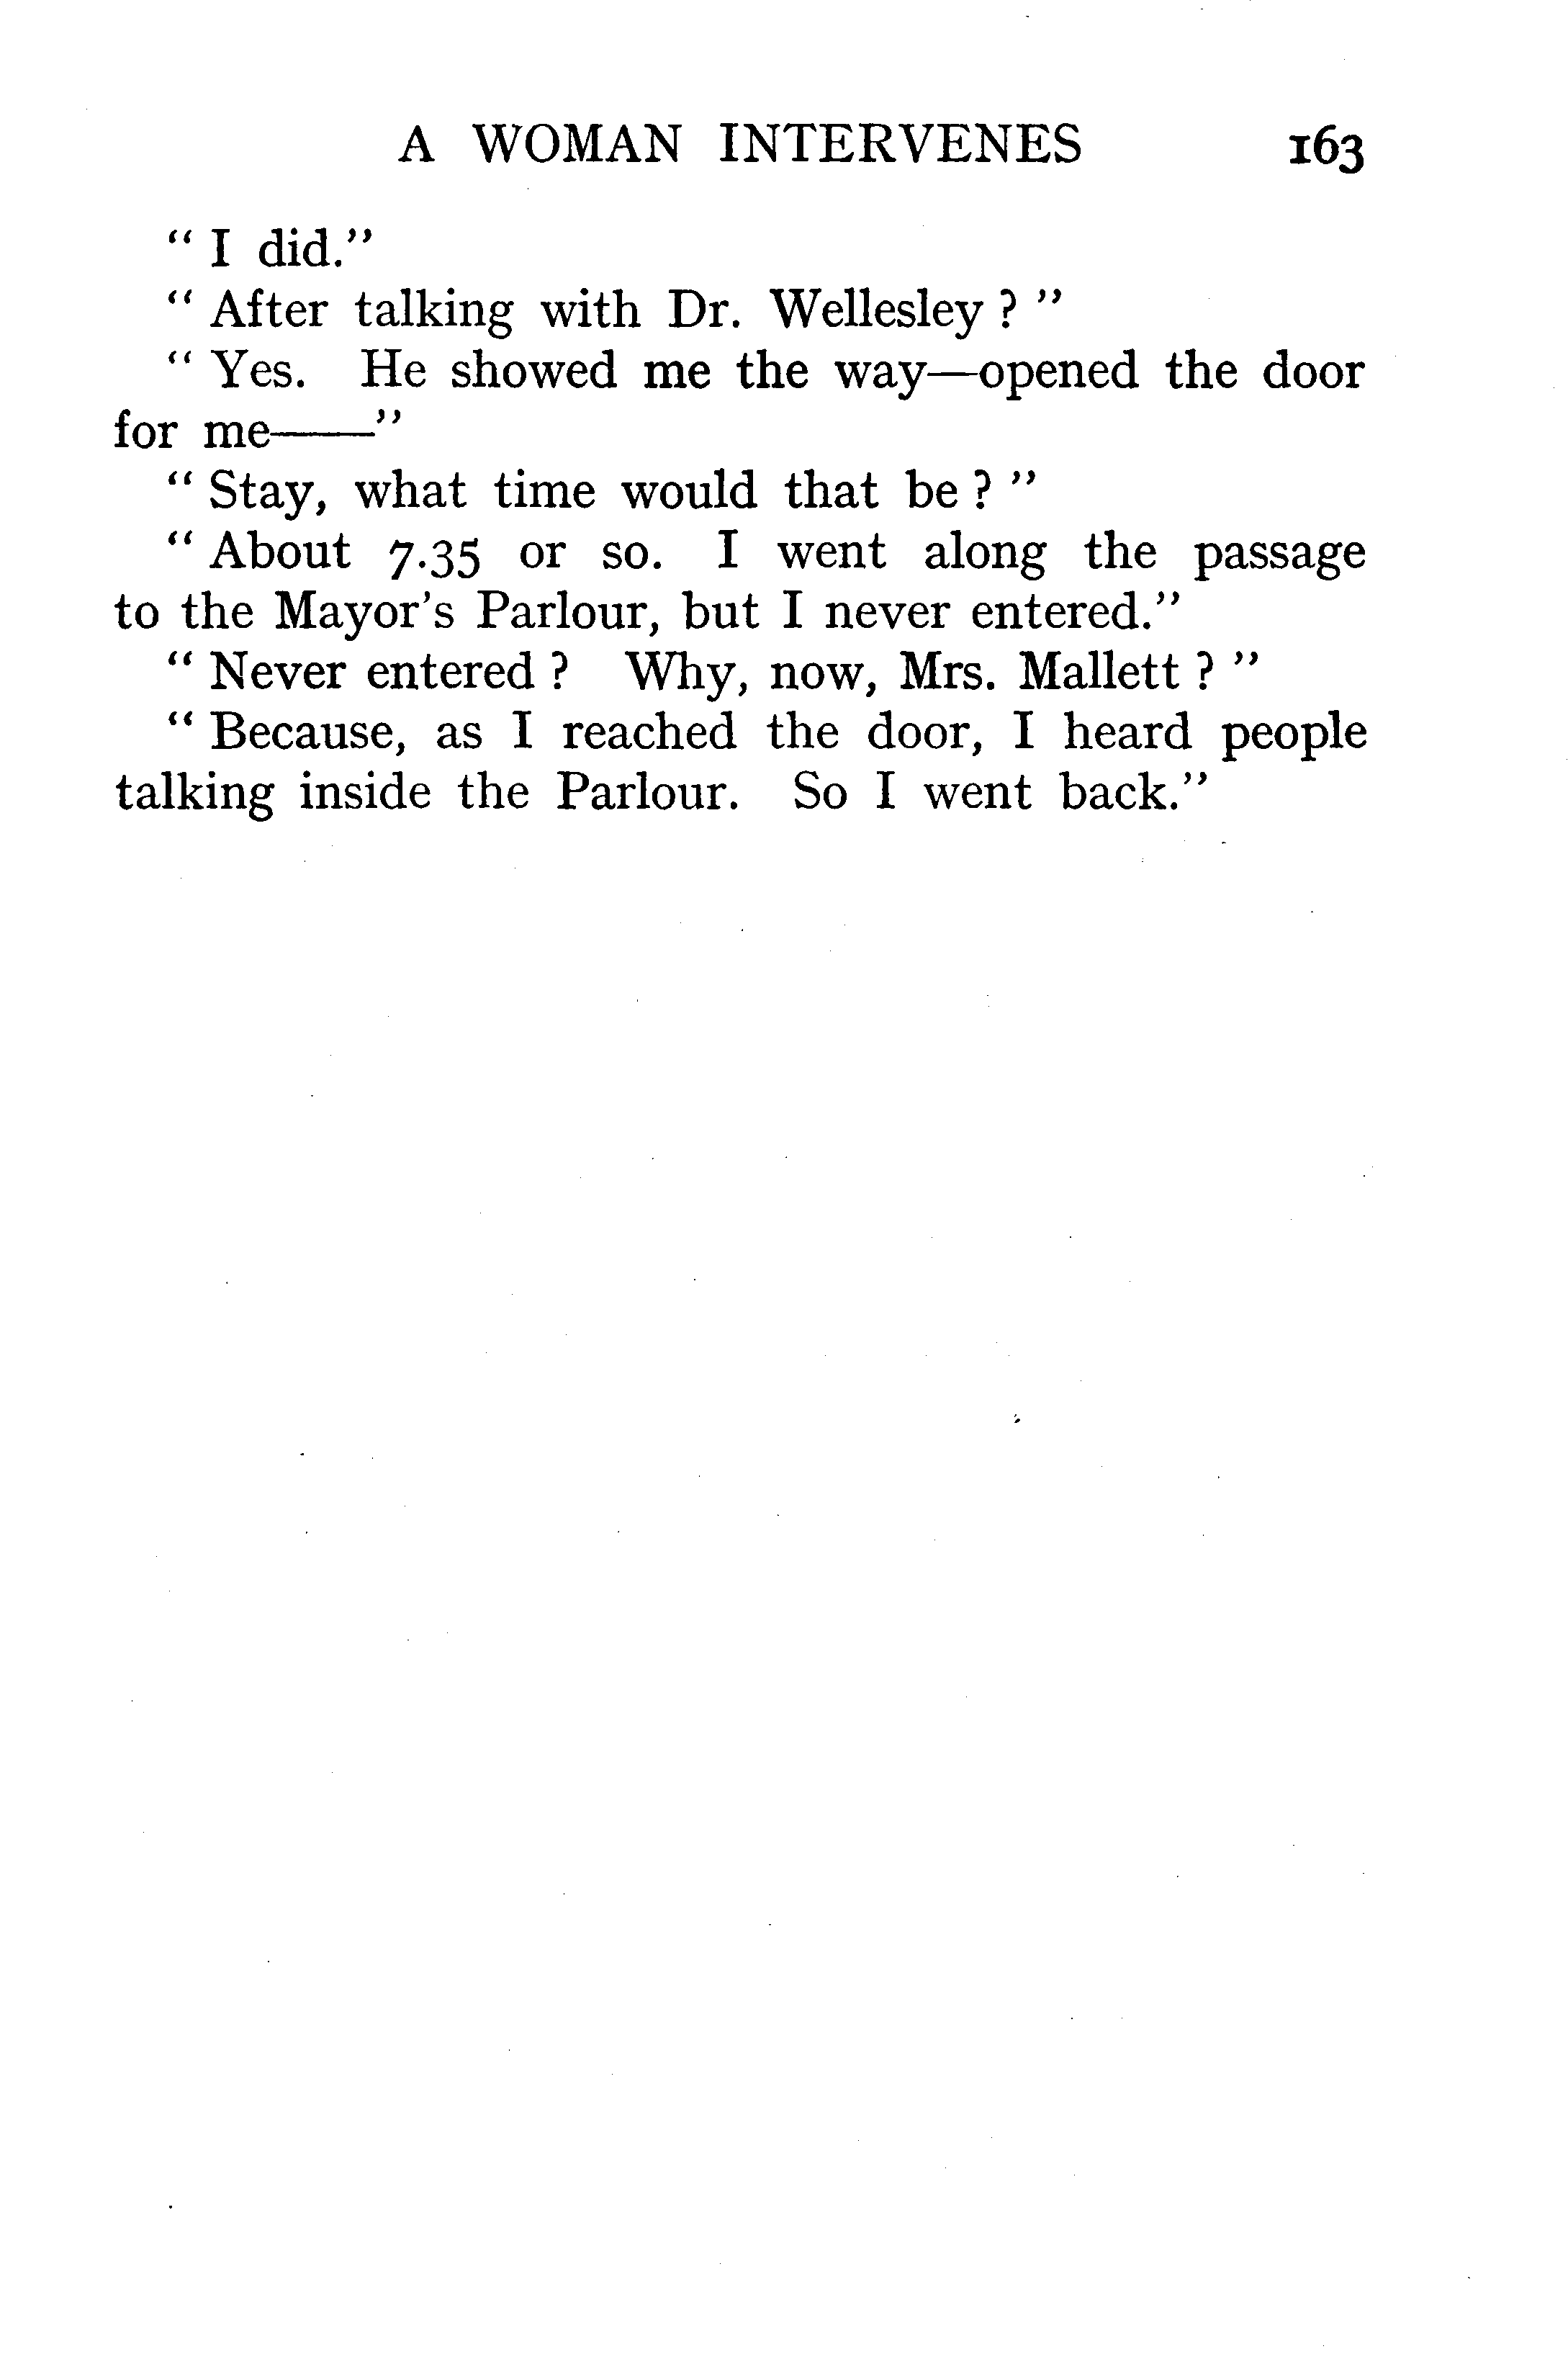 A WOMAN INTERVENES 163
“ I did.”
“ After talking with Dr. Wellesley ? ”
“ Yes. He showed me the way—opened the door
for me——”
“ Stay, what time would that be ? ”
“ About 7.35 or so. I went along the passage
to the Mayor’s Parlour, but I never entered.”
“ Never entered ? Why, now, Mrs. Mallett ? ”
“ Because, as I reached the door, I heard people
talking inside the Parlour. So I went back.”